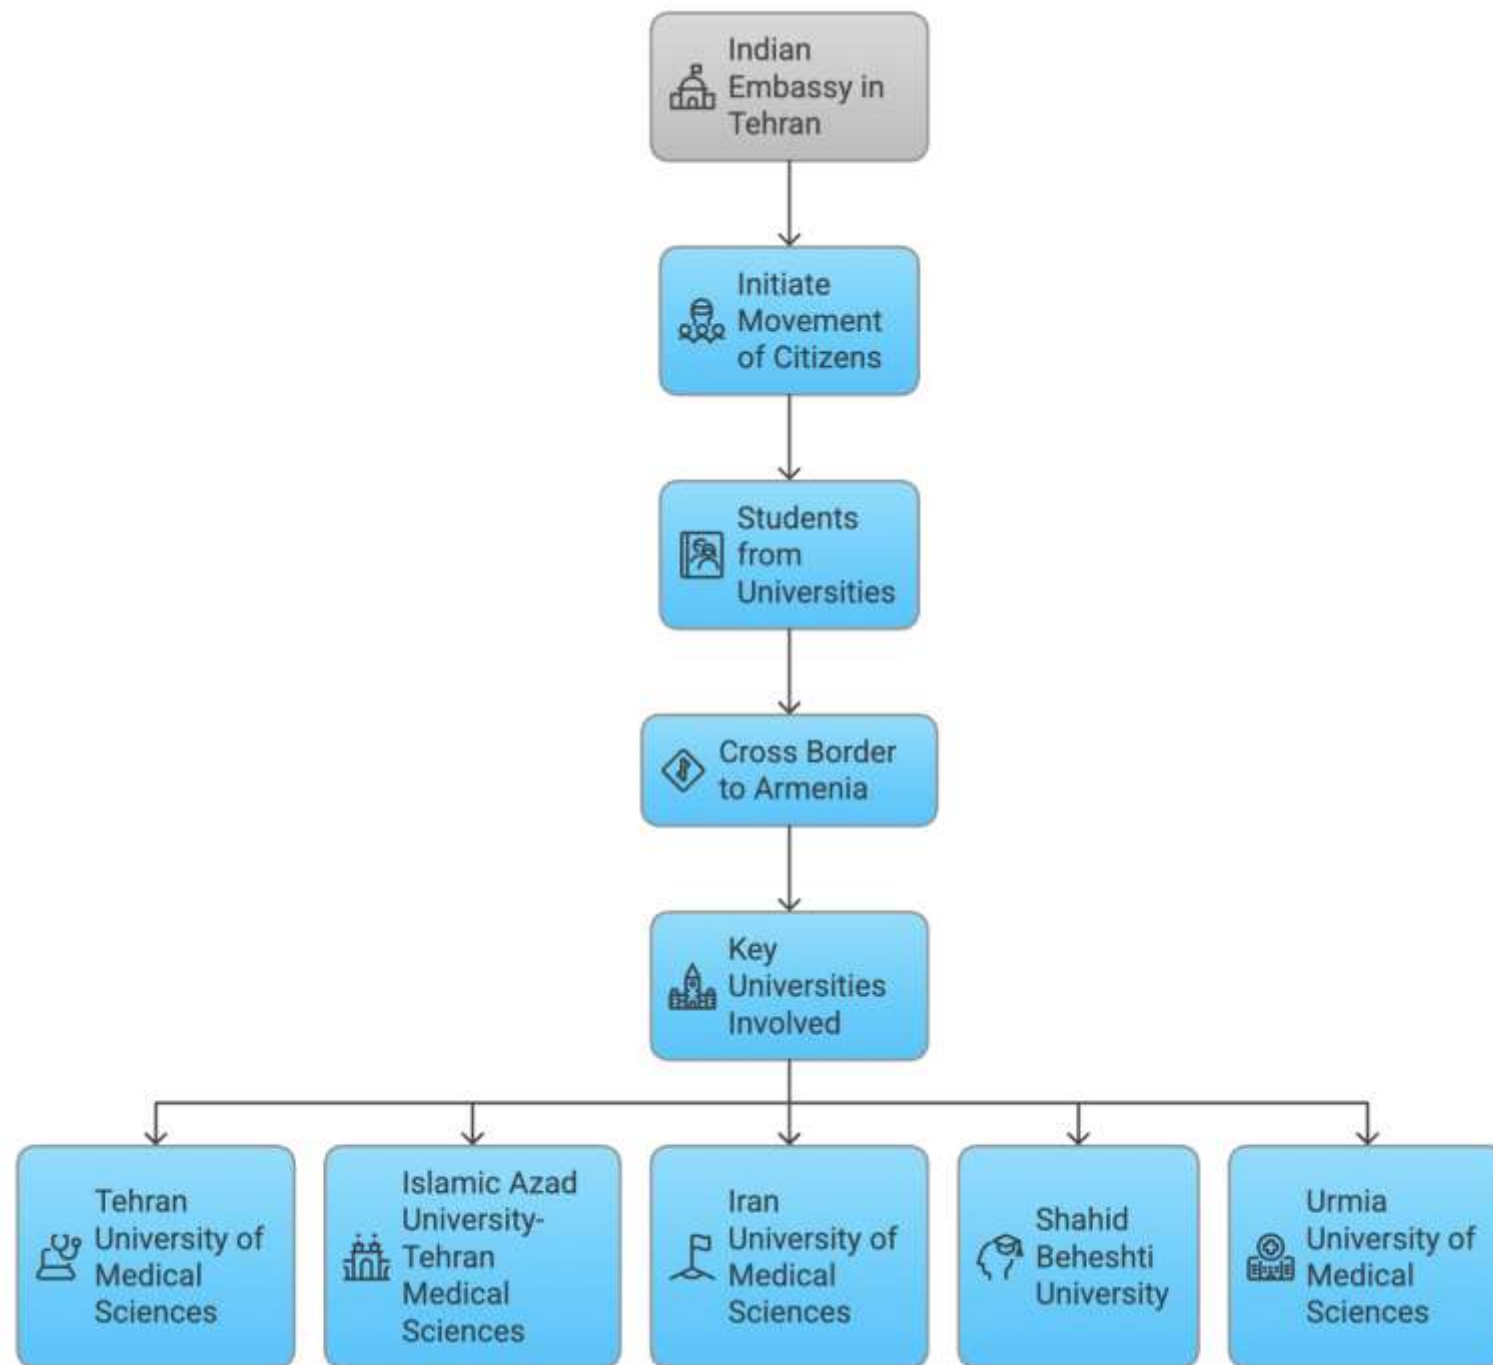 Indian
Embassy in
Tehran
Initiate
Movement
of Citizens
Students
from
Universities
Cross Border
to Armenia
Key
Universities
Involved
Tehran
University of
Medical
Sciences
Islamic Azad
University-
Tehran
Medical
Sciences
Iran
University of
Medical
Sciences
Shahid
Beheshti
University
Urmia
University of
Medical
Sciences